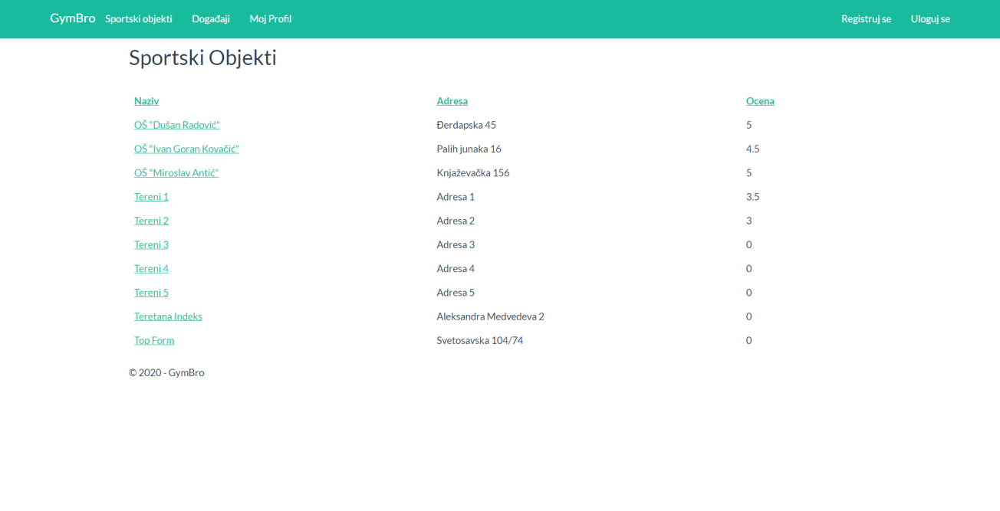 GymBro Sportski objekti Događaji Moj Profil Registruj se Uloguj se
Sportski Objekti
Naziv Adresa Ocena
OŠ "Dušan Radović" Đerdapska 45 5
OŠ "Ivan Goran Kovačić" Palih junaka 16 4.5
OŠ "Miroslav Antić" Knjaževačka 156 5
Tereni 1 Adresa 1 3.5
Tereni 2 Adresa 2 3
Tereni 3 Adresa 3 0
Tereni 4 Adresa 4 0
Tereni 5 Adresa 5 0
Teretana Indeks Aleksandra Medvedeva 2 0
Top Form Svetosavska 104/74 0
© 2020 - GymBro